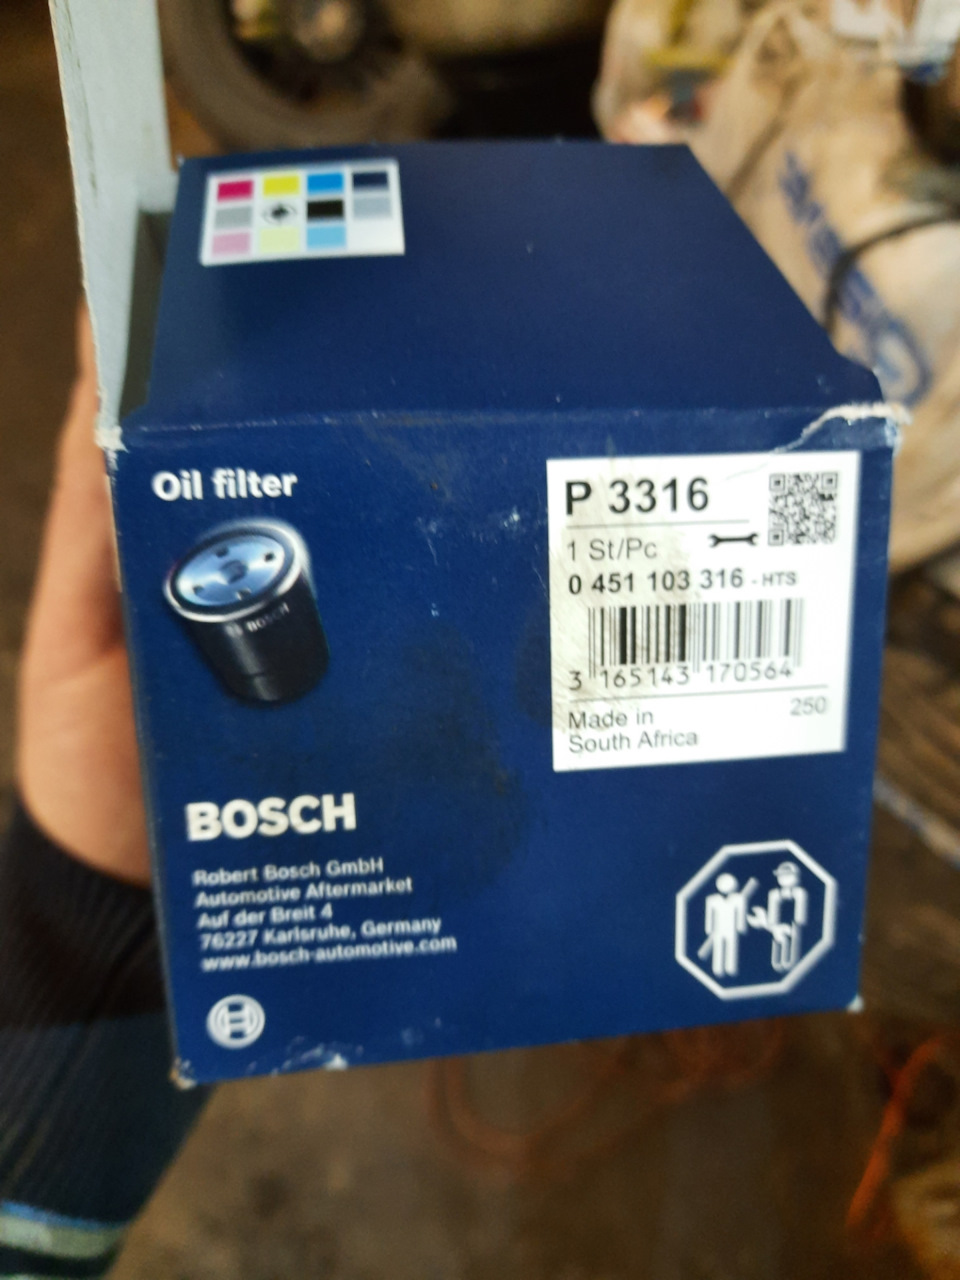 Oil filter
BOSCH
P 3316
1 St/Pc
0 451 103 316 - HTS
3 165143 170564
Made in 250
South Africa
BOSCH
Robert Bosch GmbH
Automotive Aftermarket
Auf der Breit 4
76227 Karlsruhe, Germany
www.bosch-automotive.com